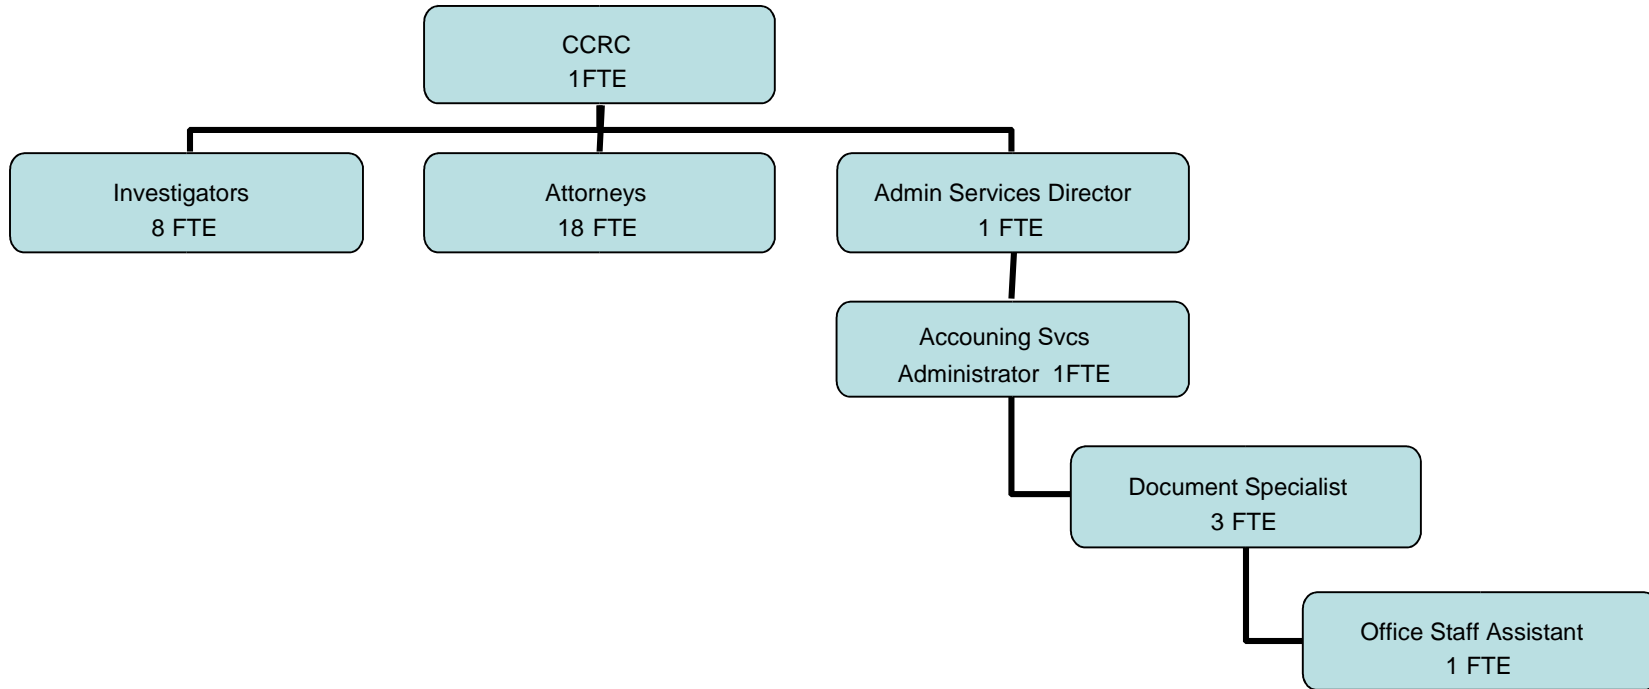 CCRC
1FTE
Investigators
8 FTE
Attorneys
18 FTE
Admin Services Director
1 FTE
Accouning Svcs
Administrator 1FTE
Document Specialist
3 FTE
Office Staff Assistant
1 FTE